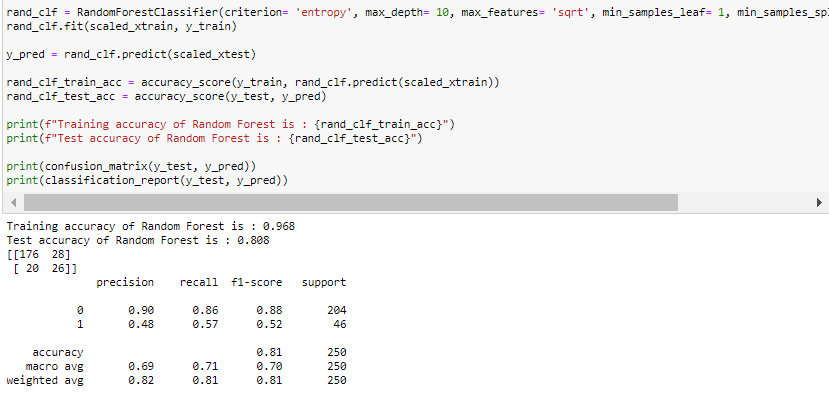 rand_clf = RandomForestClassifier(criterion= 'entropy', max_depth= 10, max_features= 'sqrt', min_samples_leaf= 1, min_samples_spl
rand_clf.fit(scaled_xtrain, y_train)
y_pred = rand_clf.predict(scaled_xtest)
rand_clf_train_acc = accuracy_score(y_train, rand_clf.predict(scaled_xtrain))
rand_clf_test_acc = accuracy_score(y_test, y_pred)
print(f"Training accuracy of Random Forest is : {rand_clf_train_acc}")
print(f"Test accuracy of Random Forest is : {rand_clf_test_acc}")
print(confusion_matrix(y_test, y_pred))
print(classification_report(y_test, y_pred))
Training accuracy of Random Forest is : 0.968
Test accuracy of Random Forest is : 0.808
[[176 28]
[ 20 26]]
precision recall f1-score support
0 0.90 0.86 0.88 204
1 0.48 0.57 0.52 46
accuracy 0.81 250
macro avg 0.69 0.71 0.70 250
weighted avg 0.82 0.81 0.81 250